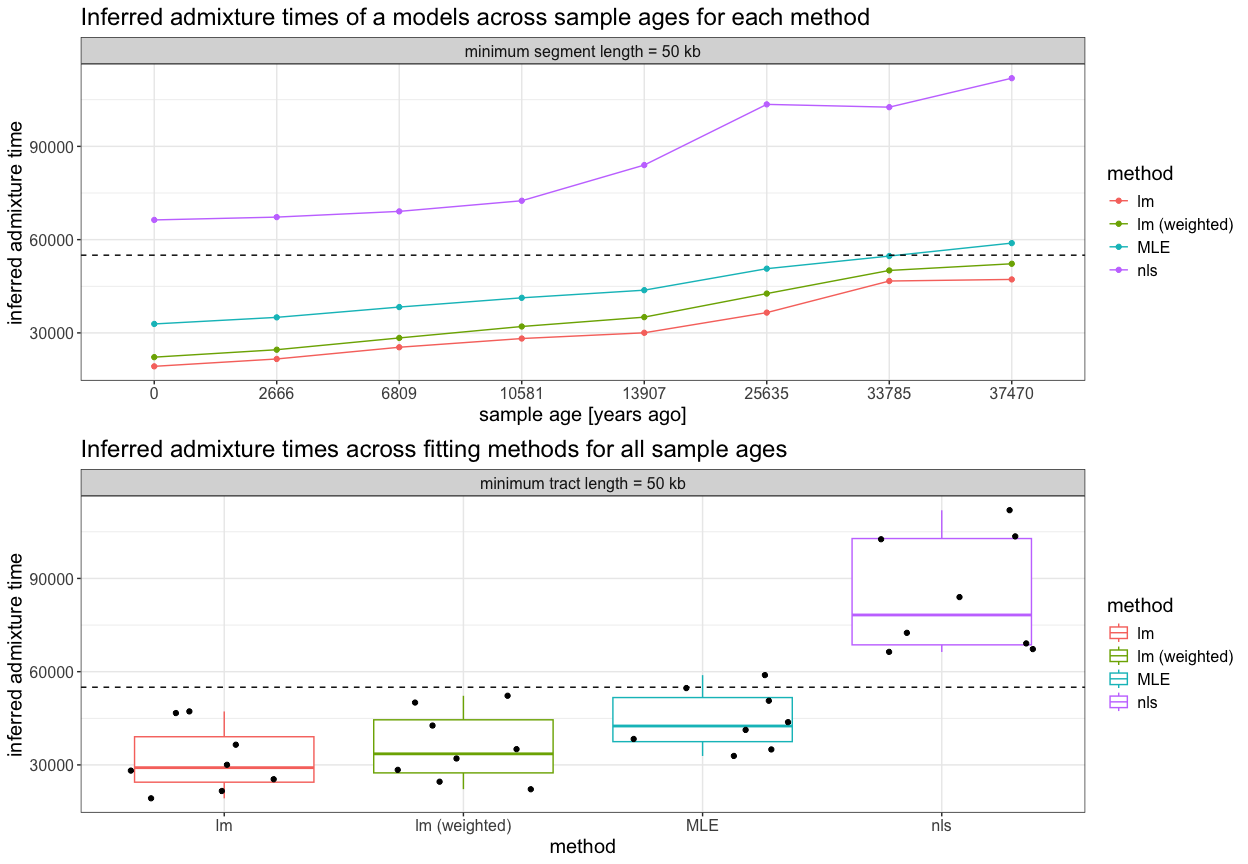 Inferred admixture times of a models across sample ages for each method
minimum segment length = 50 kb
inferred admixture time
90000
60000
30000
0 2666 6809 10581 13907 25635 33785 37470
sample age [years ago]
method
lm
lm (weighted)
MLE
nls
Inferred admixture times across fitting methods for all sample ages
minimum tract length = 50 kb
inferred admixture time
90000
60000
30000
lm lm (weighted) MLE nls
method
method
lm
lm (weighted)
MLE
nls